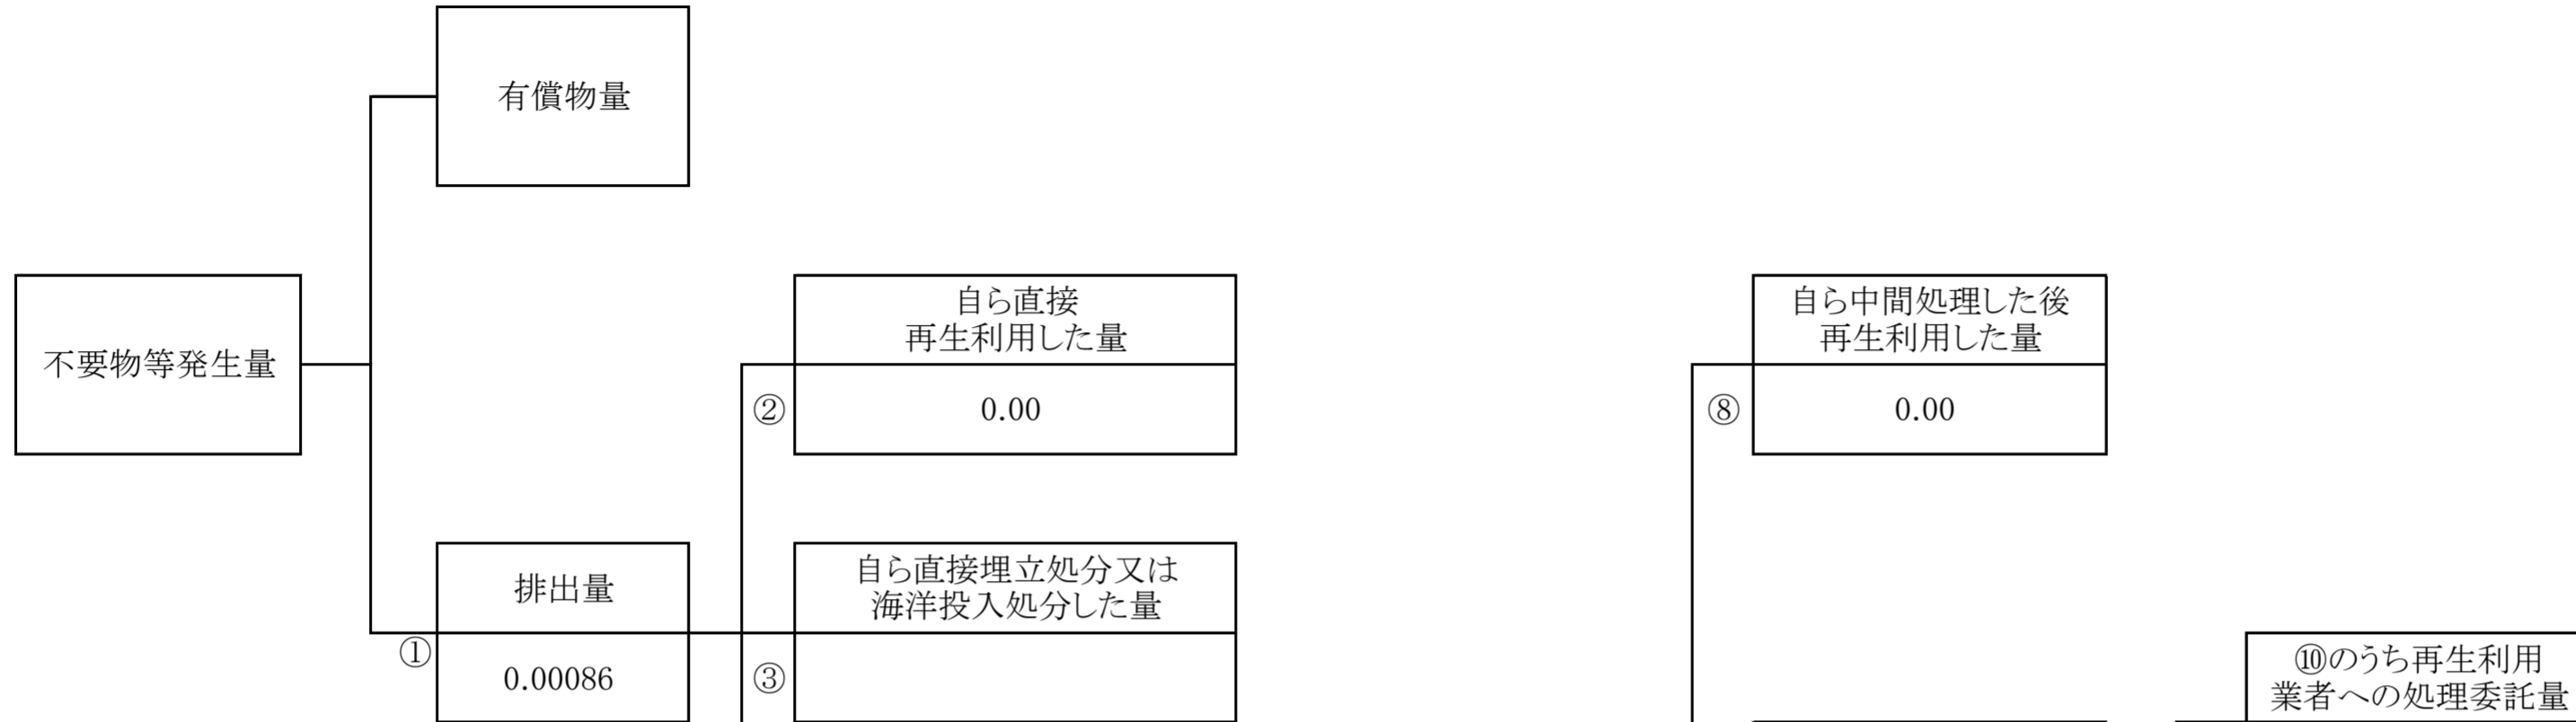 有償物量
不要物等発生量
自ら直接
再生利用した量
②
0.00
自ら中間処理した後
再生利用した量
⑧
0.00
排出量
①
0.00086
自ら直接埋立処分又は
海洋投入処分した量
③
⑩のうち再生利用
業者への処理委託量